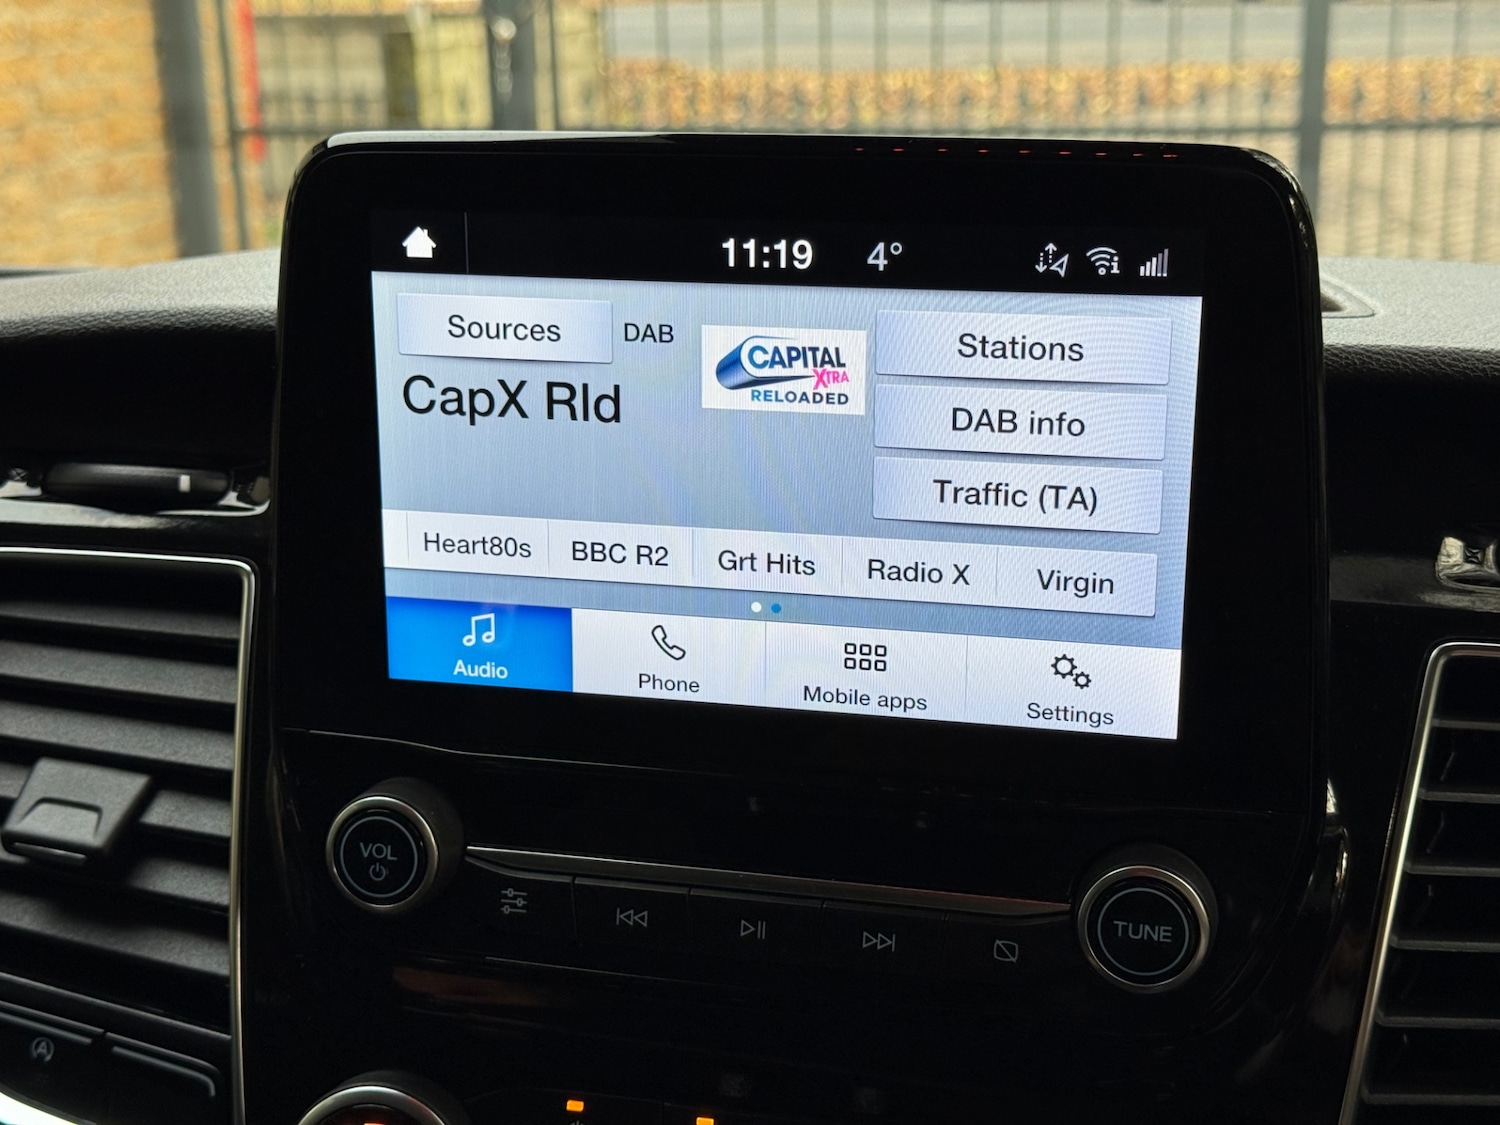 11:19 4°
Sources
DAB
CAPITAL
XTRA
RELOADED
CapX Rld
Stations
DAB info
Traffic (TA)
Heart80s
BBC R2
Grt Hits
Radio X
Virgin
Audio
Phone
Mobile apps
Settings
VOL
TUNE
A